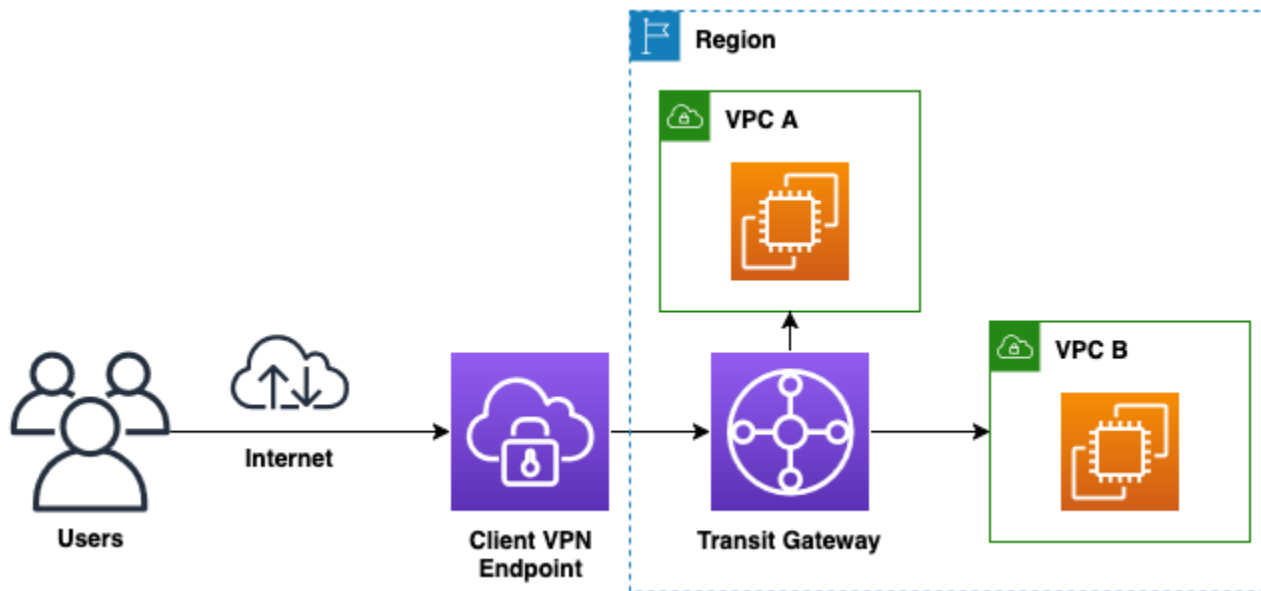 Region
VPC A
VPC B
Internet
Users
Client VPN
Endpoint
Transit Gateway